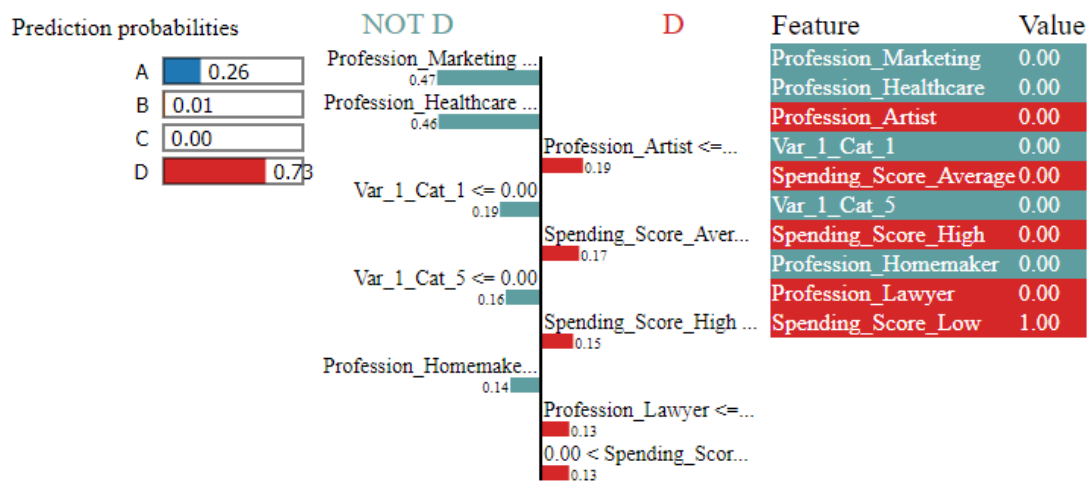 Prediction probabilities
A 0.26
B 0.01
C 0.00
D 0.73
NOT D D
Profession_Marketing ...
0.47
Profession_Healthcare ...
0.46
Profession_Artist <=...
0.19
Var_1_Cat_1 <= 0.00
0.19
Spending_Score_Aver...
0.17
Var_1_Cat_5 <= 0.00
0.16
Spending_Score_High ...
0.15
Profession_Homemake...
0.14
Profession_Lawyer <=...
0.13
0.00 < Spending_Scor...
0.13
Feature Value
Profession_Marketing 0.00
Profession_Healthcare 0.00
Profession_Artist 0.00
Var_1_Cat_1 0.00
Spending_Score_Average 0.00
Var_1_Cat_5 0.00
Spending_Score_High 0.00
Profession_Homemaker 0.00
Profession_Lawyer 0.00
Spending_Score_Low 1.00